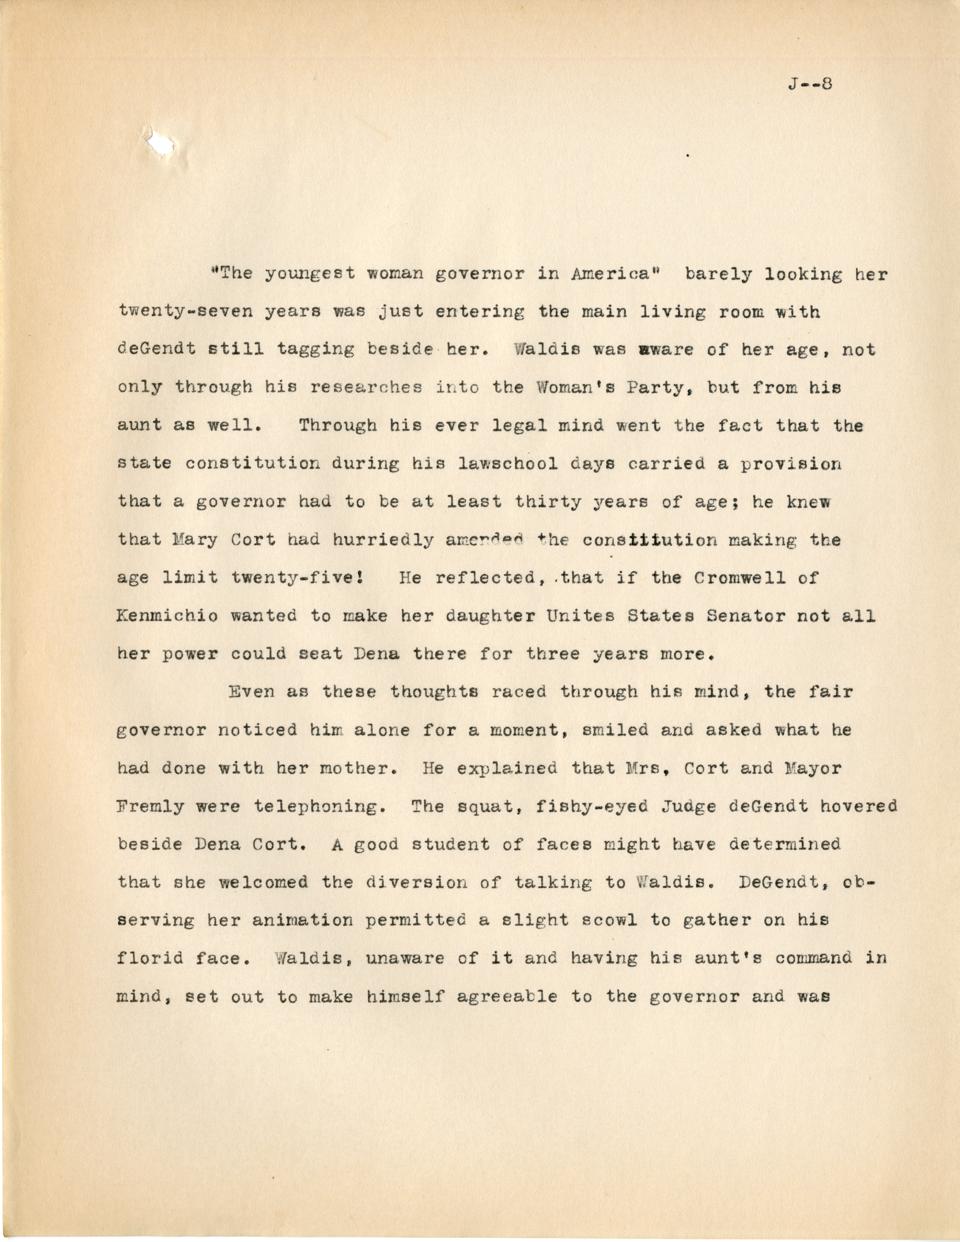 J--8
"The youngest woman governor in America"  barely looking her
twenty-seven years was just entering the main living room with
deGendt still tagging beside her.  Waldis was aware of her age, not
only through his researches into the Woman's Party, but from his
aunt as well.   Through his ever legal mind went the fact that the
state constitution during his lawschool days carried a provision
that a governor had to be at least thirty years of age; he knew
that Mary Cort had hurriedly amended the constitution making the
age limit twenty-five!   He reflected, .that if the Cromwell of
Kenmichio wanted to make her daughter Unites States Senator not all
her power could seat Dena there for three years more.
Even as these thoughts raced through his mind, the fair
governor noticed him alone for a moment, smiled and asked what he
had done with her mother.  He explained that Mrs, Cort and Mayor
Fremly were telephoning.  The squat, fishy-eyed Judge deGendt hovered
beside Dena Cort.  A good student of faces might have determined
that she welcomed the diversion of talking to Waldis.  DeGendt, ob-
serving her animation permitted a slight scowl to gather on his
florid face.  Waldis, unaware of it and having his aunt's command in
mind, set out to make himself agreeable to the governor and was